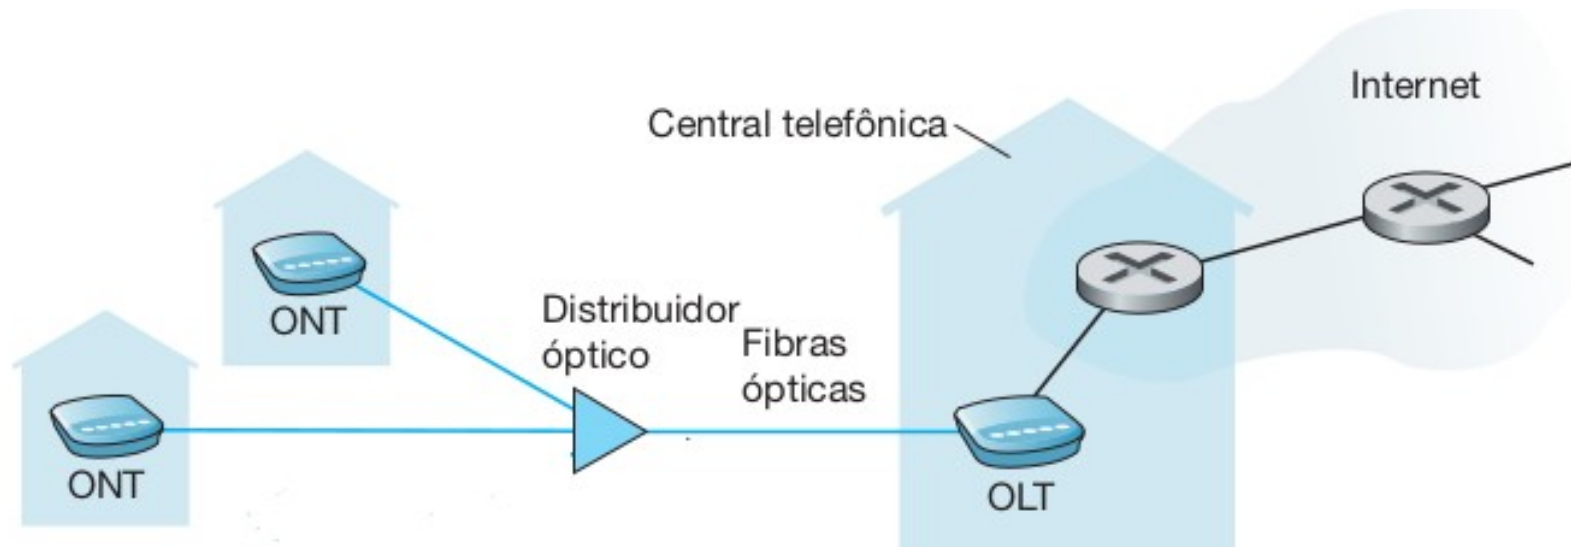 Internet
Central telefônica
ONT
Distribuidor
óptico
Fibras
ópticas
ONT
OLT